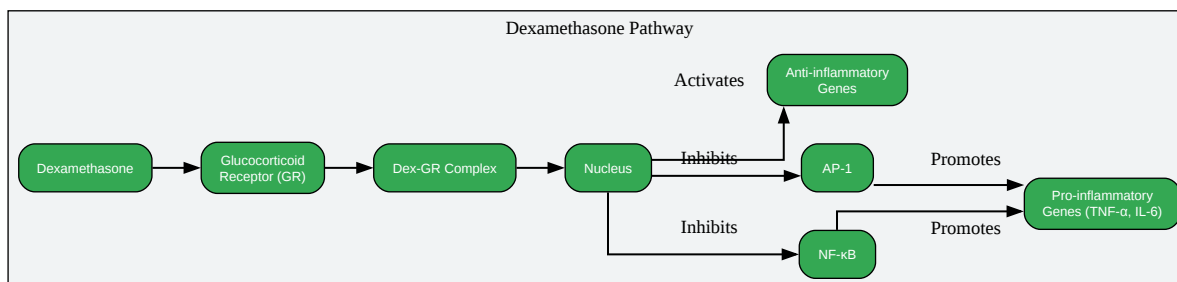 Dexamethasone Pathway
Activates
Anti-inflammatory
Genes
Dexamethasone
Glucocorticoid
Receptor (GR)
Dex-GR Complex
Nucleus
Inhibits
AP-1
Promotes
Pro-inflammatory
Genes (TNF-α, IL-6)
Inhibits
NF-κB
Promotes